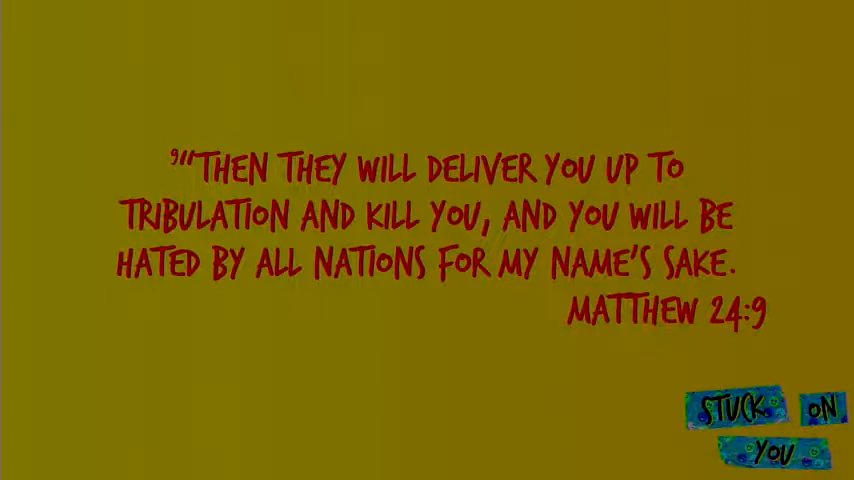 9"THEN THEY WILL DELIVER YOU UP TO
TRIBULATION AND KILL YOU, AND YOU WILL BE
HATED BY ALL NATIONS FOR MY NAME'S SAKE.
MATTHEW 24:9
STUCK ON
YOU